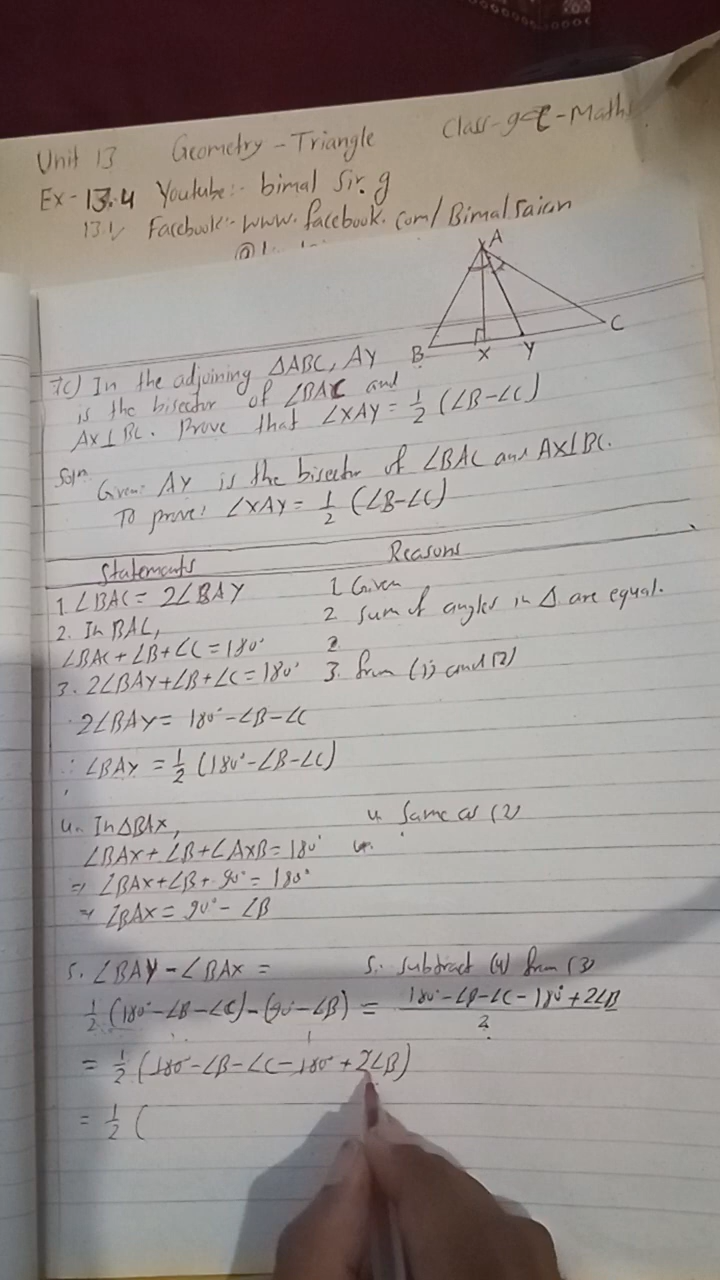 Unit 13 Geometry - Triangle Class-9 - Maths
Ex-13.4 Youtube:- bimal sir.g
13.1 Facebook:- www.facebook.com/Bimalsaian
A
B X Y C
7c) In the adjoining ΔABC, AY
is the bisector of ∠BAC and
AX⊥BC. Prove that ∠XAY = 1/2 (∠B-∠C)
Soln
Given: AY is the bisector of ∠BAC and AX⊥BC.
To prove: ∠XAY = 1/2 (∠B-∠C)
Statements Reasons
1. ∠BAC = 2∠BAY 1. Given
2. In BAC, 2 sum of angles in Δ are equal.
∠BAC + ∠B + ∠C = 180° 2
3. 2∠BAY + ∠B + ∠C = 180° 3. from (1) and (2)
2∠BAY = 180° - ∠B - ∠C
∴ ∠BAY = 1/2 (180° - ∠B - ∠C)
4. In ΔBAX, 4. Same as (2)
∠BAX + ∠B + ∠AXB = 180° 4.
⇒ ∠BAX + ∠B + 90° = 180°
⇒ ∠BAX = 90° - ∠B
5. ∠BAY - ∠BAX = 5. subtract (4) from (3)
1/2 (180° - ∠B - ∠C) - (90° - ∠B) = (180° - ∠B - ∠C - 180° + 2∠B)/2
= 1/2 (180° - ∠B - ∠C - 180° + 2∠B)
= 1/2 (